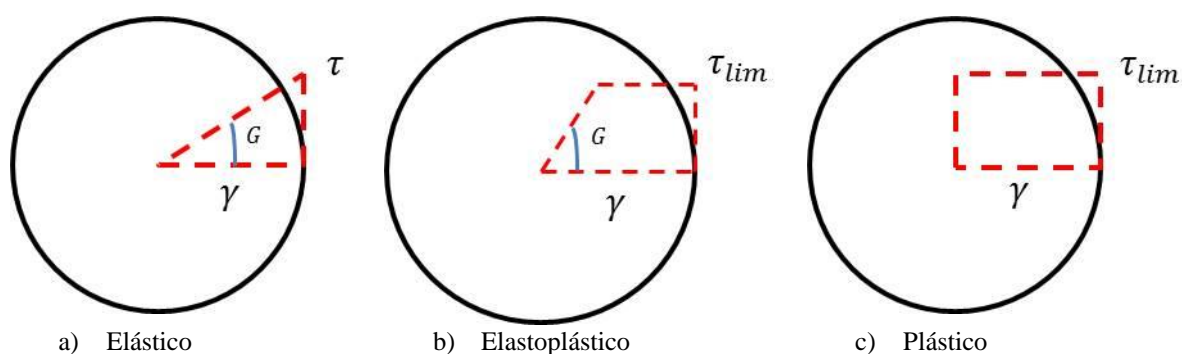 τ
G
γ
a) Elástico
τlim
G
γ
b) Elastoplástico
τlim
γ
c) Plástico